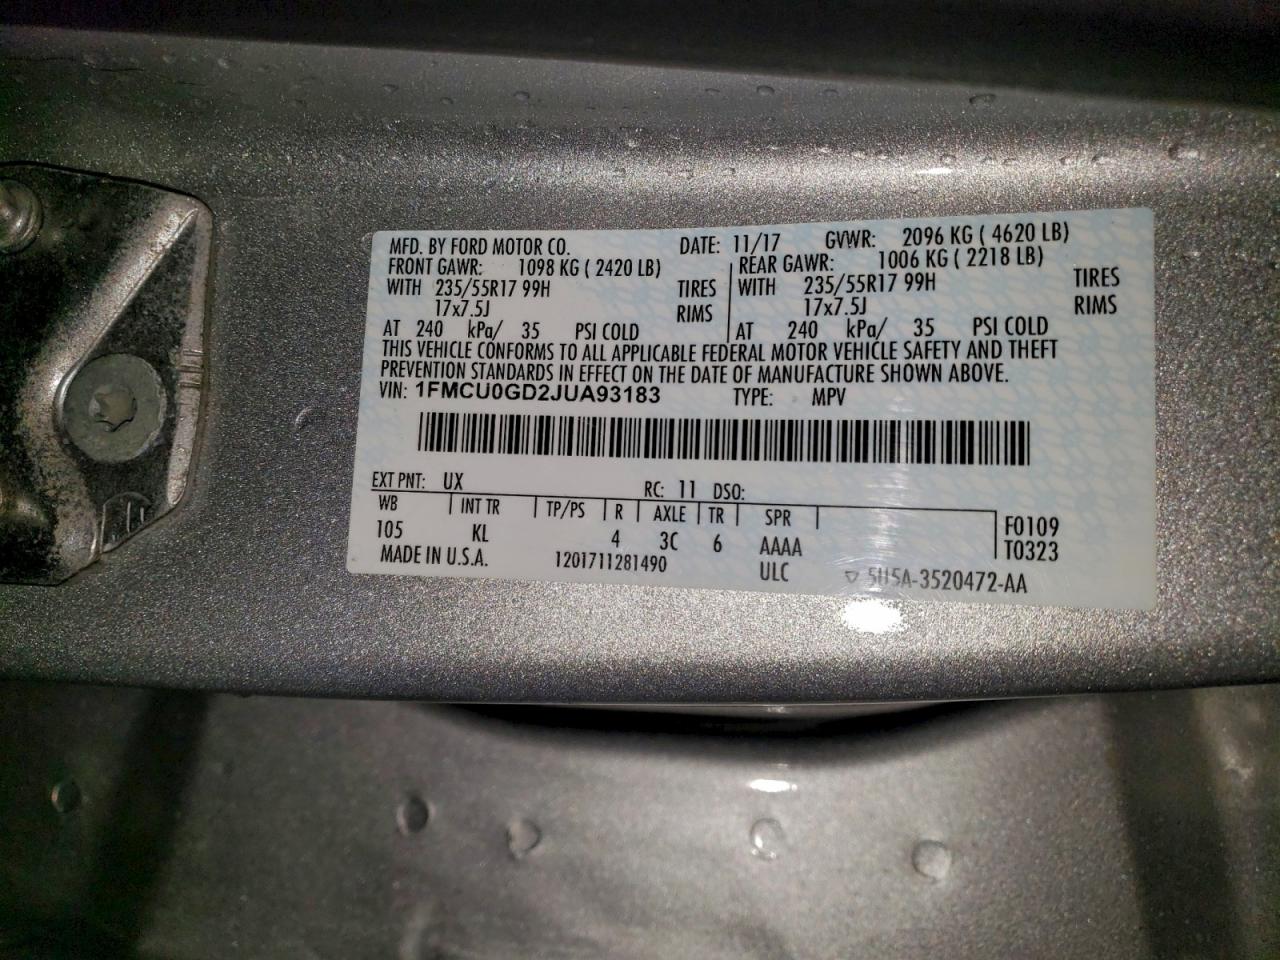 MFD. BY FORD MOTOR CO. DATE: 11/17 GVWR: 2096 KG ( 4620 LB)
FRONT GAWR: 1098 KG ( 2420 LB) REAR GAWR: 1006 KG ( 2218 LB)
WITH 235/55R17 99H TIRES WITH 235/55R17 99H TIRES
17x7.5J RIMS 17x7.5J RIMS
AT 240 kPa/ 35 PSI COLD AT 240 kPa/ 35 PSI COLD
THIS VEHICLE CONFORMS TO ALL APPLICABLE FEDERAL MOTOR VEHICLE SAFETY AND THEFT
PREVENTION STANDARDS IN EFFECT ON THE DATE OF MANUFACTURE SHOWN ABOVE.
VIN: 1FMCU0GD2JUA93183 TYPE: MPV
EXT PNT: UX RC: 11 DSO:
WB INT TR TP/PS R AXLE TR SPR F0109
105 KL 4 3C 6 AAAA T0323
MADE IN U.S.A. 1201711281490 ULC 5U5A-3520472-AA